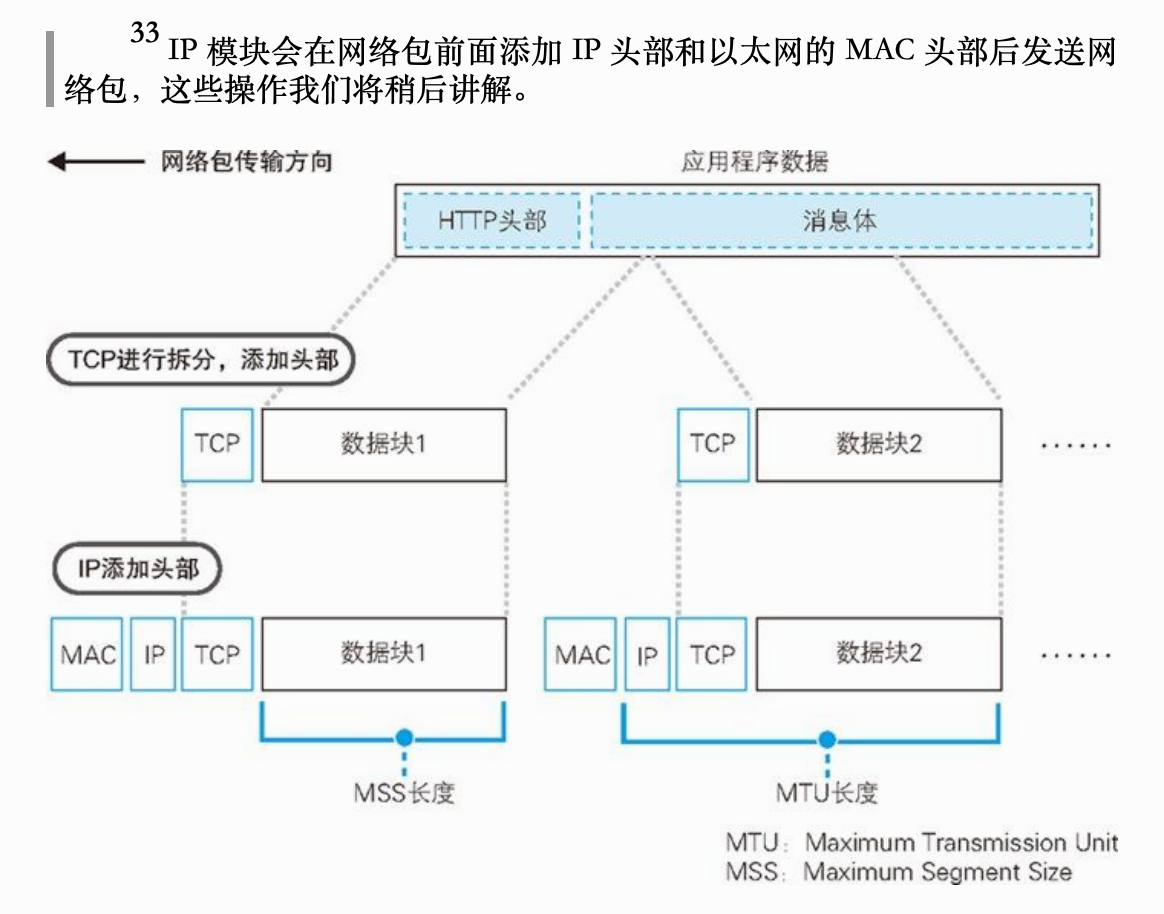 33 IP 模块会在网络包前面添加 IP 头部和以太网的 MAC 头部后发送网
络包，这些操作我们将稍后讲解。
网络包传输方向
应用程序数据
HTTP头部
消息体
TCP进行拆分，添加头部
TCP
数据块1
TCP
数据块2
······
IP添加头部
MAC
IP
TCP
数据块1
MAC
IP
TCP
数据块2
······
MSS长度
MTU长度
MTU：Maximum Transmission Unit
MSS：Maximum Segment Size